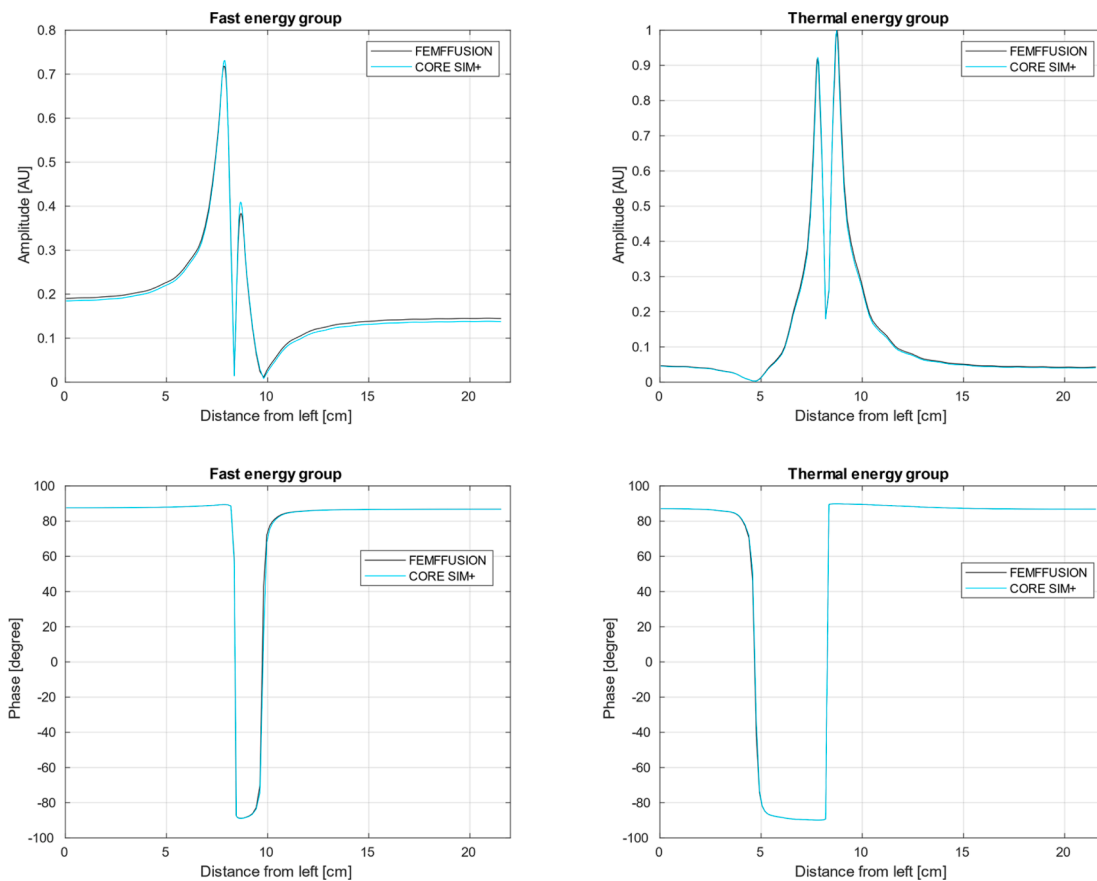 Fast energy group
0.8
0.7
0.6
0.5
0.4
0.3
0.2
0.1
0
Amplitude [AU]
FEMFFUSION
CORE SIM+
0 5 10 15 20
Distance from left [cm]
Thermal energy group
1
0.9
0.8
0.7
0.6
0.5
0.4
0.3
0.2
0.1
0
Amplitude [AU]
FEMFFUSION
CORE SIM+
0 5 10 15 20
Distance from left [cm]
Fast energy group
100
80
60
40
20
0
-20
-40
-60
-80
-100
Phase [degree]
FEMFFUSION
CORE SIM+
0 5 10 15 20
Distance from left [cm]
Thermal energy group
100
80
60
40
20
0
-20
-40
-60
-80
-100
Phase [degree]
FEMFFUSION
CORE SIM+
0 5 10 15 20
Distance from left [cm]